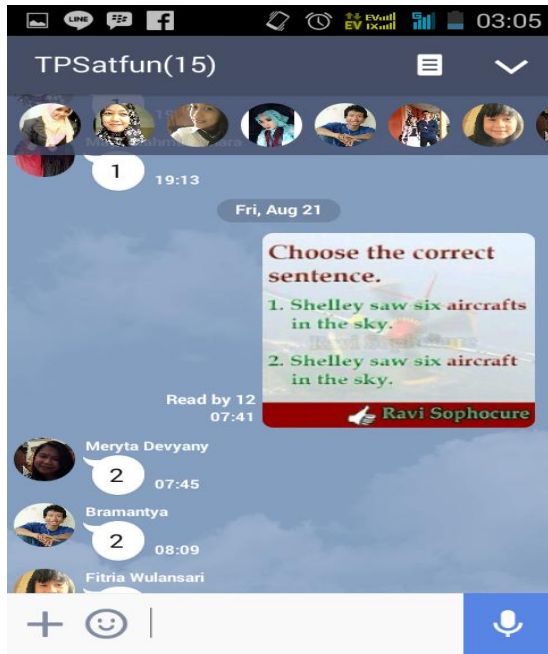 LINE
03:05
TPSatfun(15)
1
19:13
Fri, Aug 21
Choose the correct
sentence.
1. Shelley saw six aircrafts
in the sky.
2. Shelley saw six aircraft
in the sky.
Ravi Sophocure
Read by 12
07:41
Meryta Devyany
2
07:45
Bramantya
2
08:09
Fitria Wulansari